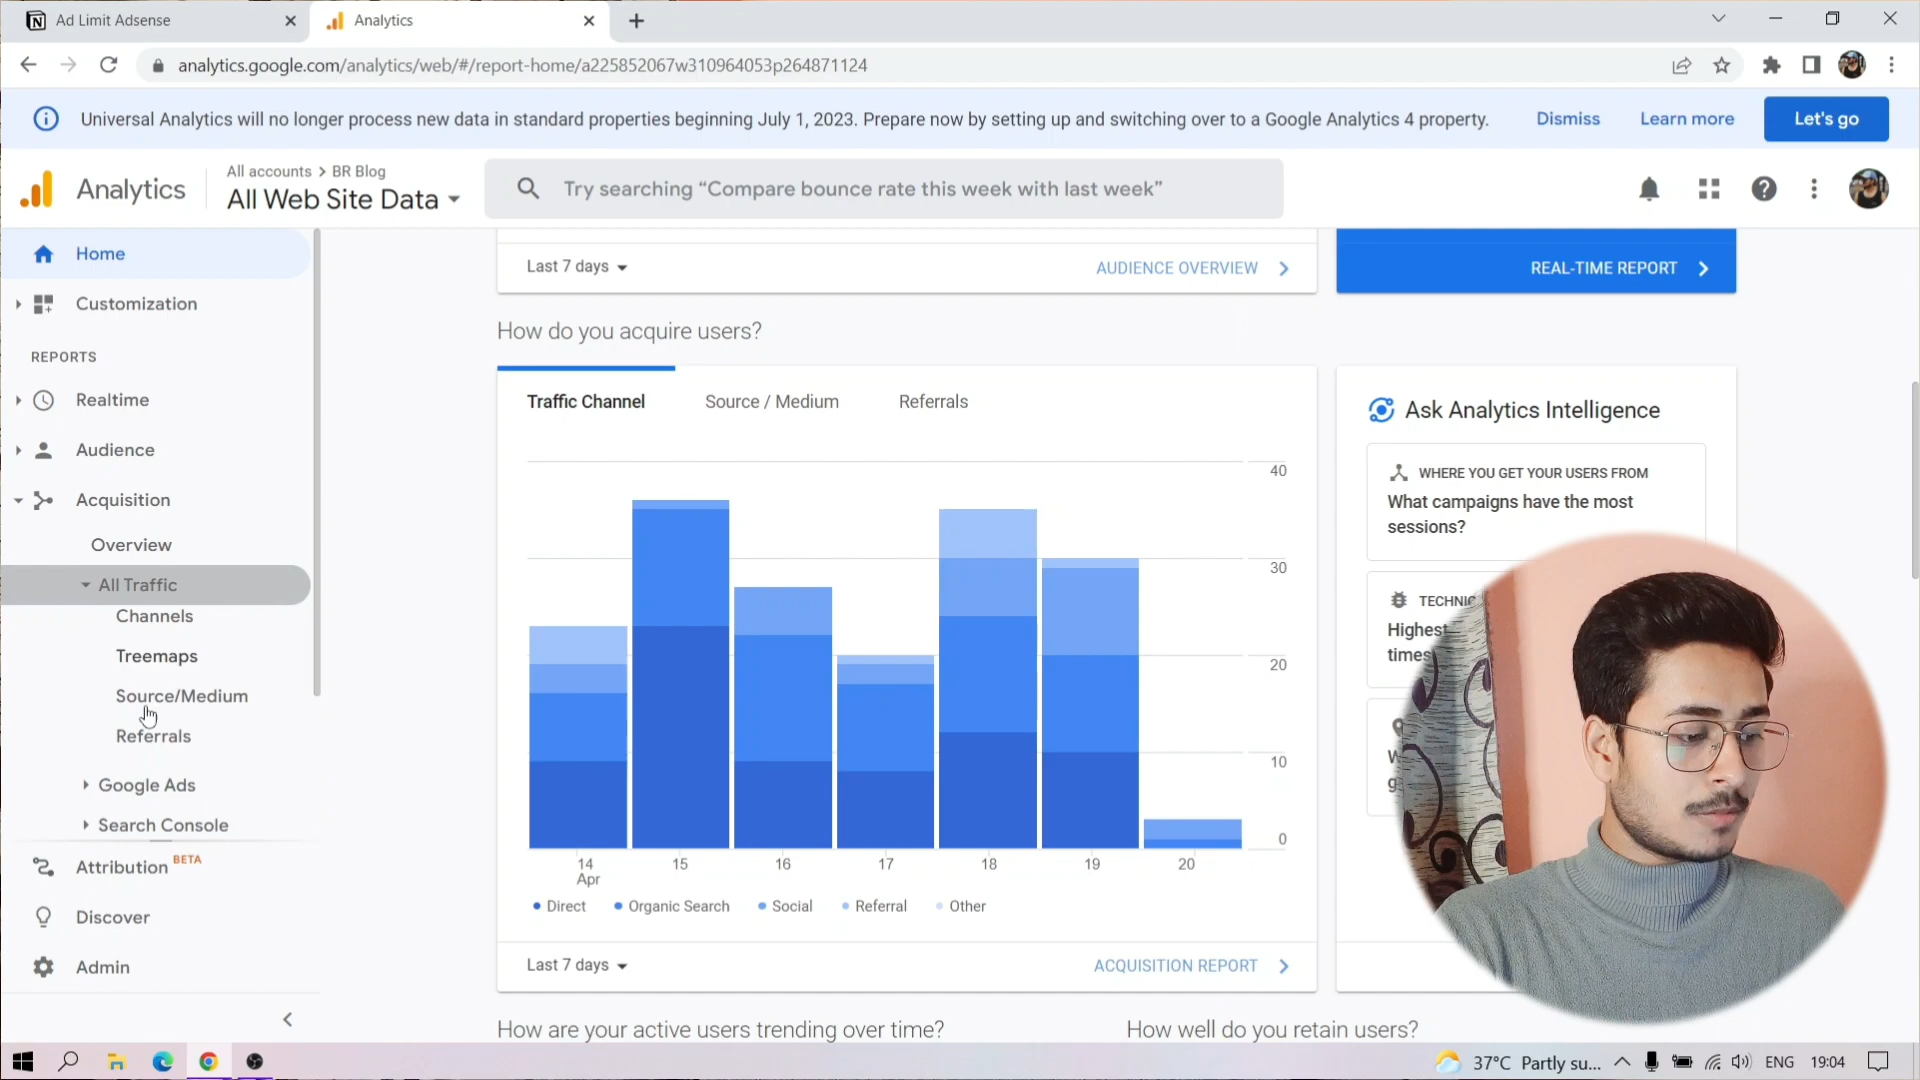 Ad Limit Adsense
Analytics
analytics.google.com/analytics/web/#/report-home/a225852067w310964053p264871124
Universal Analytics will no longer process new data in standard properties beginning July 1, 2023. Prepare now by setting up and switching over to a Google Analytics 4 property.
Dismiss
Learn more
Let's go
Analytics
All accounts > BR Blog
All Web Site Data
Try searching “Compare bounce rate this week with last week”
Home
Customization
REPORTS
Realtime
Audience
Acquisition
Overview
All Traffic
Channels
Treemaps
Source/Medium
Referrals
Google Ads
Search Console
Attribution BETA
Discover
Admin
Last 7 days
AUDIENCE OVERVIEW
REAL-TIME REPORT
How do you acquire users?
Traffic Channel
Source / Medium
Referrals
40
30
20
10
0
14
Apr
15
16
17
18
19
20
Direct
Organic Search
Social
Referral
Other
Last 7 days
ACQUISITION REPORT
Ask Analytics Intelligence
WHERE YOU GET YOUR USERS FROM
What campaigns have the most
sessions?
TECHNIC
Highest
times
How are your active users trending over time?
How well do you retain users?
37°C Partly su...
ENG
19:04